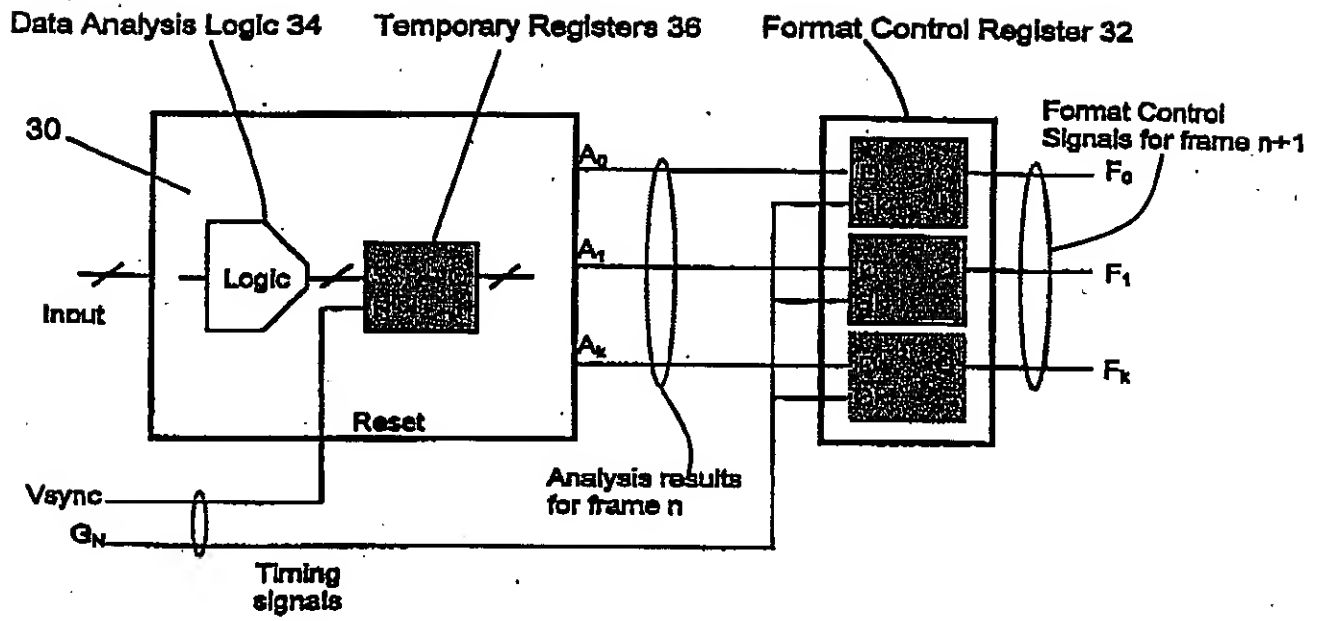 Data Analysis Logic 34
Temporary Registers 36
Format Control Register 32
30
Format Control
Signals for frame n+1
A0
F0
Logic
A1
F1
Input
Ak
Fk
Reset
Analysis results
for frame n
Vsync
GN
Timing
signals